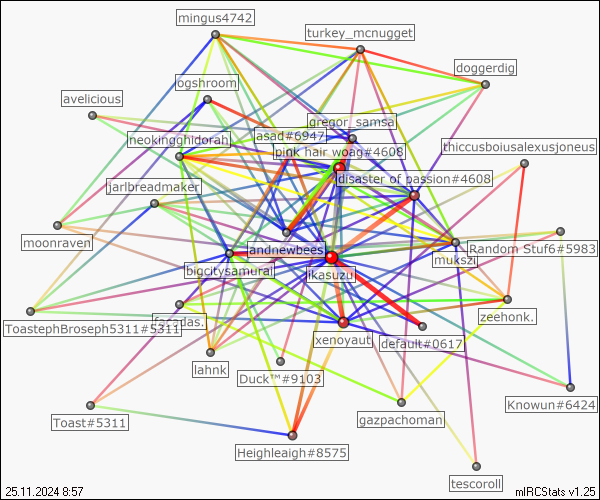 mingus4742
turkey_mcnugget
doggerdig
ogshroom
avelicious
gregor_samsa
asad#6947
neokingghidorah
pink hair woag#4608
thiccusboiusalexusjoneus
disaster of passion#4608
jarlbreadmaker
moonraven
andnewbees
Random Stuf6#5983
nukszi
bigcitysamurai
ikasuzu
facadas.
zeehonk.
ToastephBroseph5311#5311
xenoyaut
default#0617
lahnk
Duck™#9103
Knowun#6424
gazpachoman
Toast#5311
Heighleaigh#8575
tescoroll
25.11.2024 8:57
mIRCStats v1.25